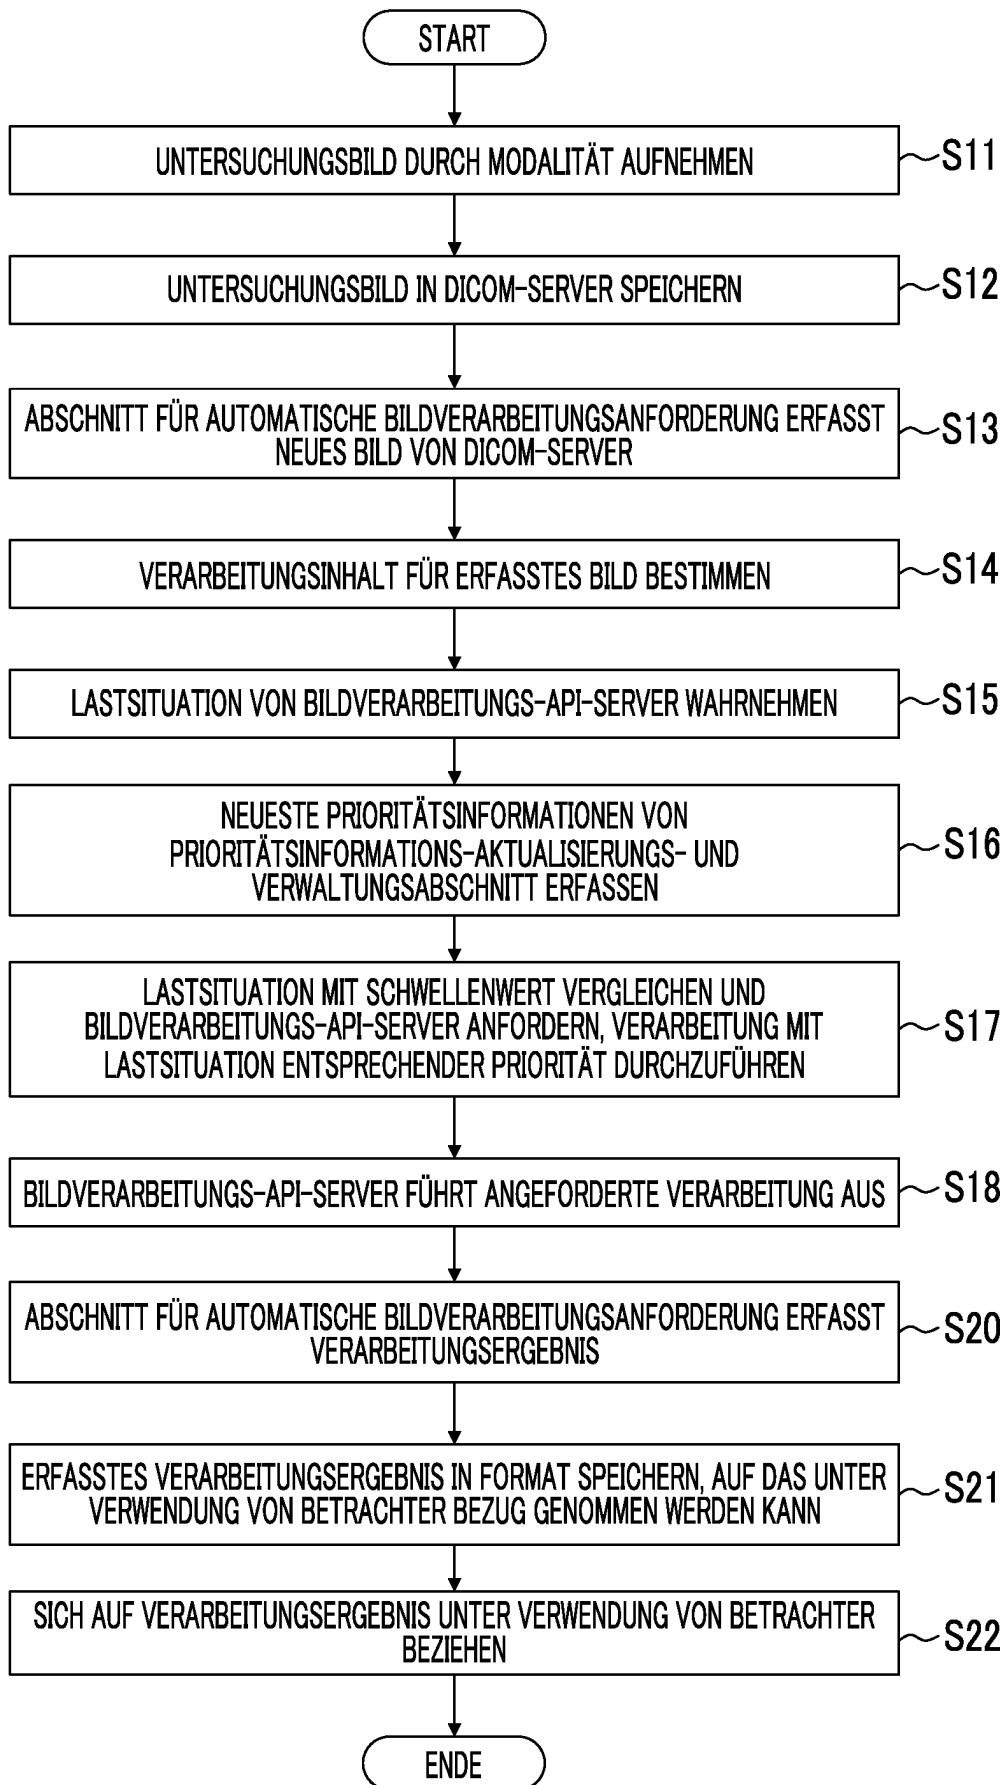 START
UNTERSUCHUNGSBILD DURCH MODALITÄT AUFNEHMEN
S11
UNTERSUCHUNGSBILD IN DICOM-SERVER SPEICHERN
S12
ABSCHNITT FÜR AUTOMATISCHE BILDVERARBEITUNGSANFORDERUNG ERFASST
NEUES BILD VON DICOM-SERVER
S13
VERARBEITUNGSINHALT FÜR ERFASSTES BILD BESTIMMEN
S14
LASTSITUATION VON BILDVERARBEITUNGS-API-SERVER WAHRNEHMEN
S15
NEUESTE PRIORITÄTSINFORMATIONEN VON
PRIORITÄTSINFORMATIONS-AKTUALISIERUNGS- UND
VERWALTUNGSABSCHNITT ERFASSEN
S16
LASTSITUATION MIT SCHWELLENWERT VERGLEICHEN UND
BILDVERARBEITUNGS-API-SERVER ANFORDERN, VERARBEITUNG MIT
LASTSITUATION ENTSPRECHENDER PRIORITÄT DURCHZUFÜHREN
S17
BILDVERARBEITUNGS-API-SERVER FÜHRT ANGEFORDERTE VERARBEITUNG AUS
S18
ABSCHNITT FÜR AUTOMATISCHE BILDVERARBEITUNGSANFORDERUNG ERFASST
VERARBEITUNGSERGEBNIS
S20
ERFASSTES VERARBEITUNGSERGEBNIS IN FORMAT SPEICHERN, AUF DAS UNTER
VERWENDUNG VON BETRACHTER BEZUG GENOMMEN WERDEN KANN
S21
SICH AUF VERARBEITUNGSERGEBNIS UNTER VERWENDUNG VON BETRACHTER
BEZIEHEN
S22
ENDE